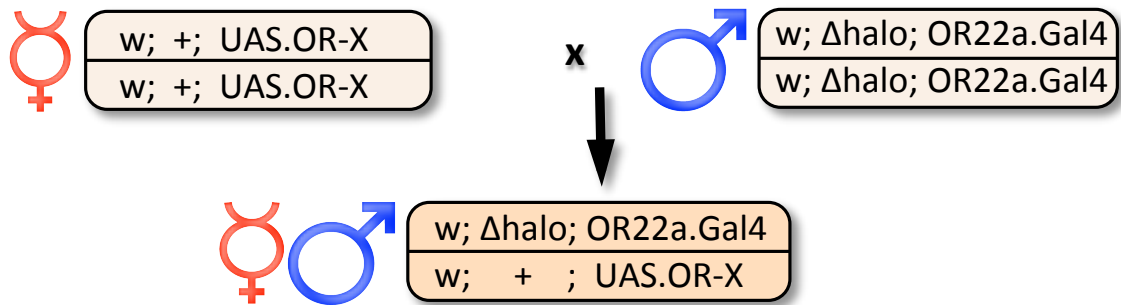 w; +; UAS.OR-X
w; +; UAS.OR-X
x
w; Δhalo; OR22a.Gal4
w; Δhalo; OR22a.Gal4
w; Δhalo; OR22a.Gal4
w; + ; UAS.OR-X